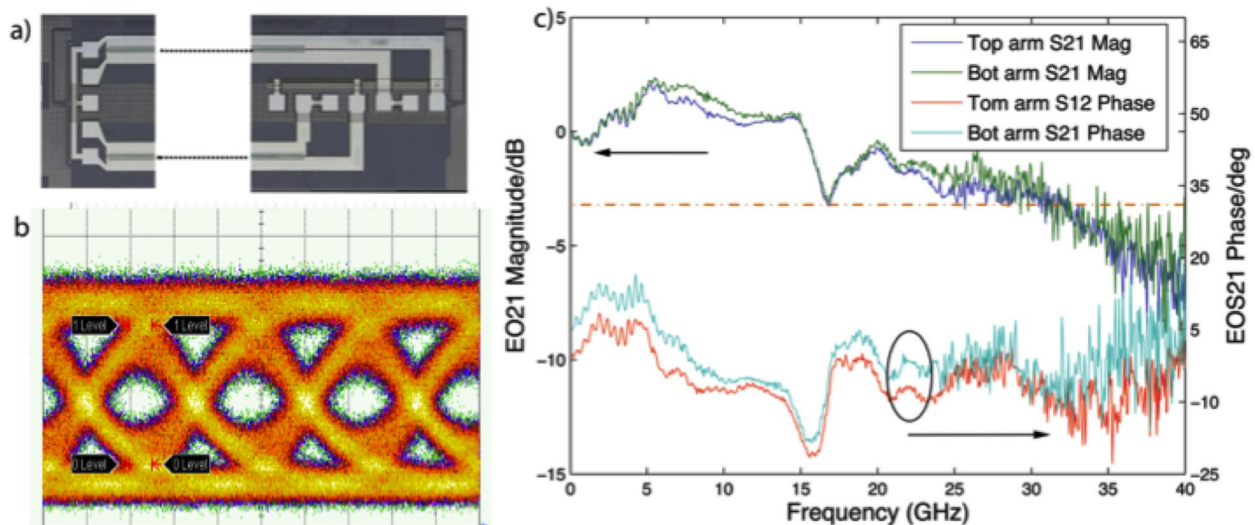 a)
b
1 Level
1 Level
0 Level
0 Level
c)
Top arm S21 Mag
Bot arm S21 Mag
Tom arm S12 Phase
Bot arm S21 Phase
EO21 Magnitude/dB
5
0
−5
−10
−15
EOS21 Phase/deg
65
50
35
20
5
−10
−25
0 5 10 15 20 25 30 35 40
Frequency (GHz)